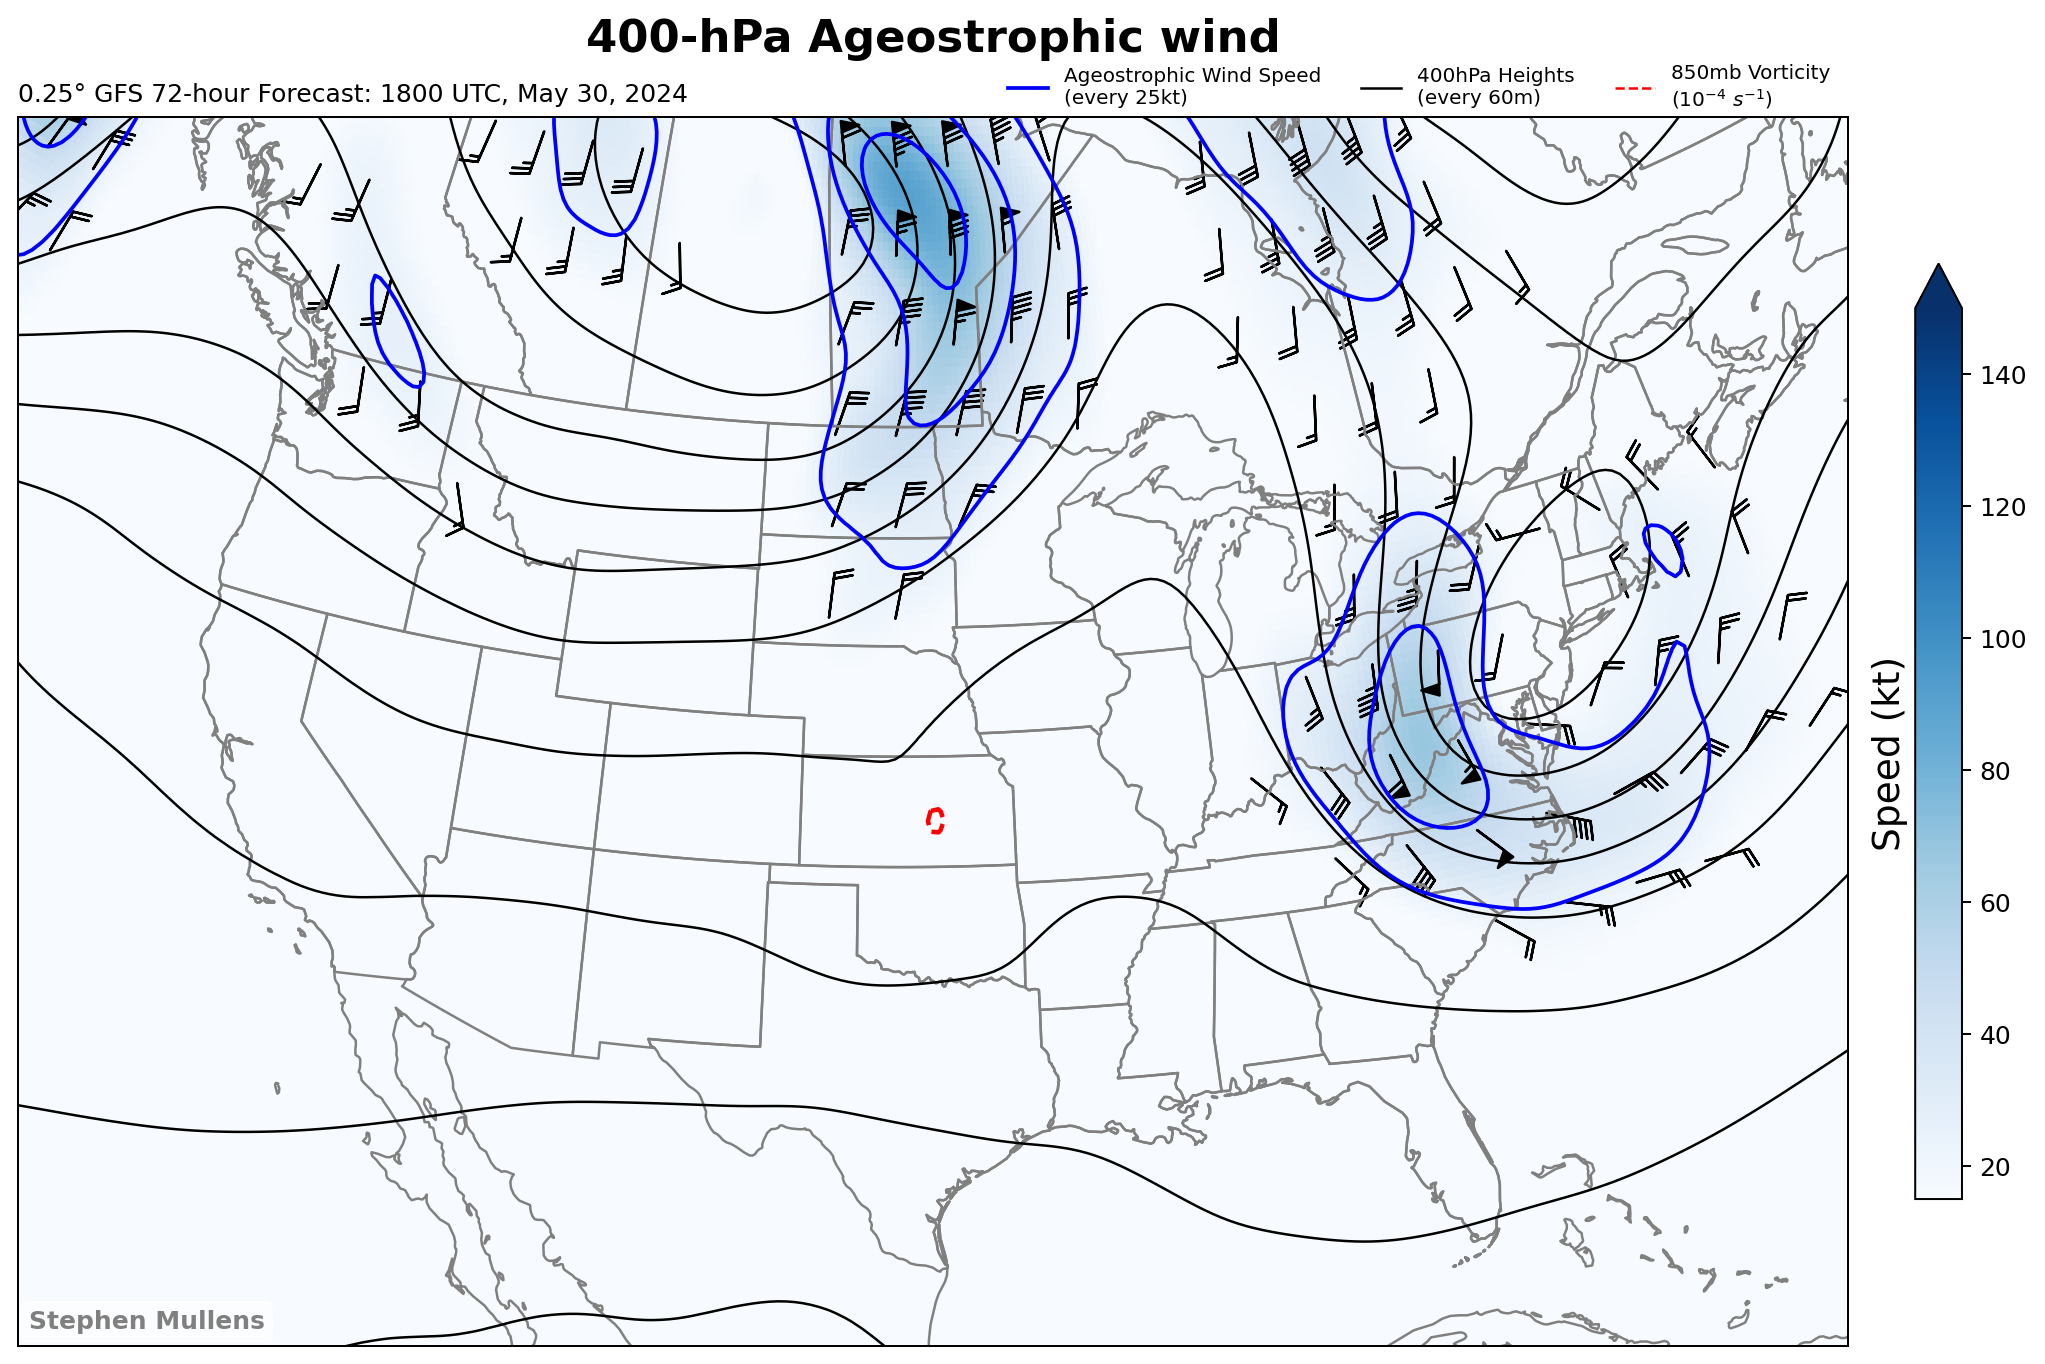 400-hPa Ageostrophic wind
0.25° GFS 72-hour Forecast: 1800 UTC, May 30, 2024
Ageostrophic Wind Speed
(every 25kt)
400hPa Heights
(every 60m)
850mb Vorticity
(10⁻⁴ s⁻¹)
140
120
100
80
60
40
20
Speed (kt)
Stephen Mullens